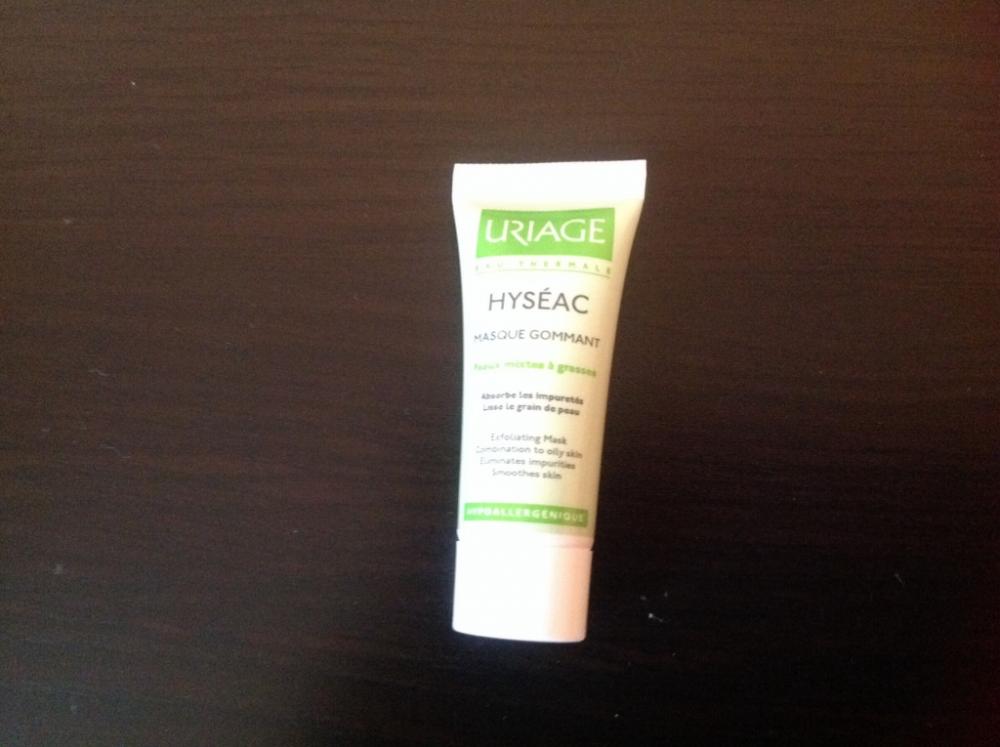 URIAGE
EAU THERMALE
HYSÉAC
MASQUE GOMMANT
Peaux mixtes à grasses
Absorbe les impuretés
Lisse le grain de peau
Exfoliating Mask
Combination to oily skin
Eliminates impurities
Smoothes skin
HYPOALLERGÉNIQUE